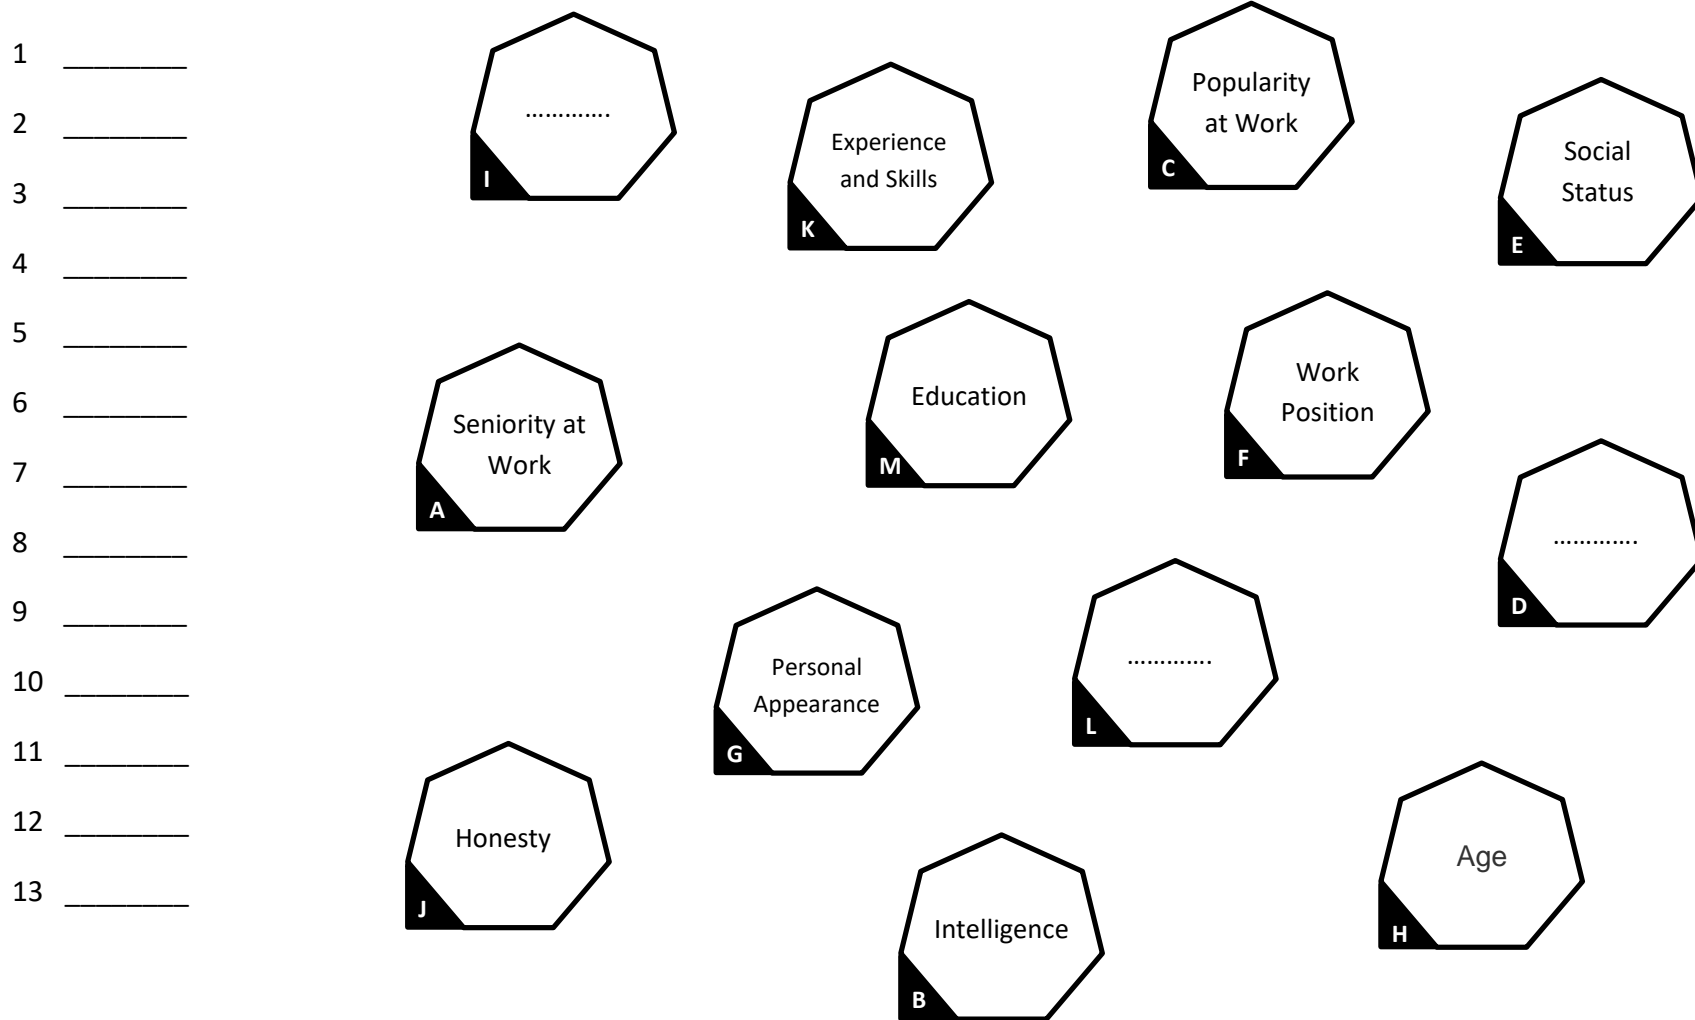 1 ________
2 ________
3 ________
4 ________
5 ________
6 ________
7 ________
8 ________
9 ________
10 ________
11 ________
12 ________
13 ________
.............
I
Experience
and Skills
K
Popularity
at Work
C
Social
Status
E
Seniority at
Work
A
Education
M
Work
Position
F
.............
D
Personal
Appearance
G
.............
L
Honesty
J
Intelligence
B
Age
H